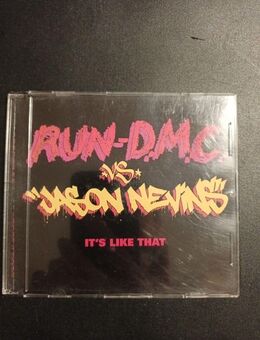 RUN-D.M.C.
VS.
"JASON NEVINS"
IT'S LIKE THAT